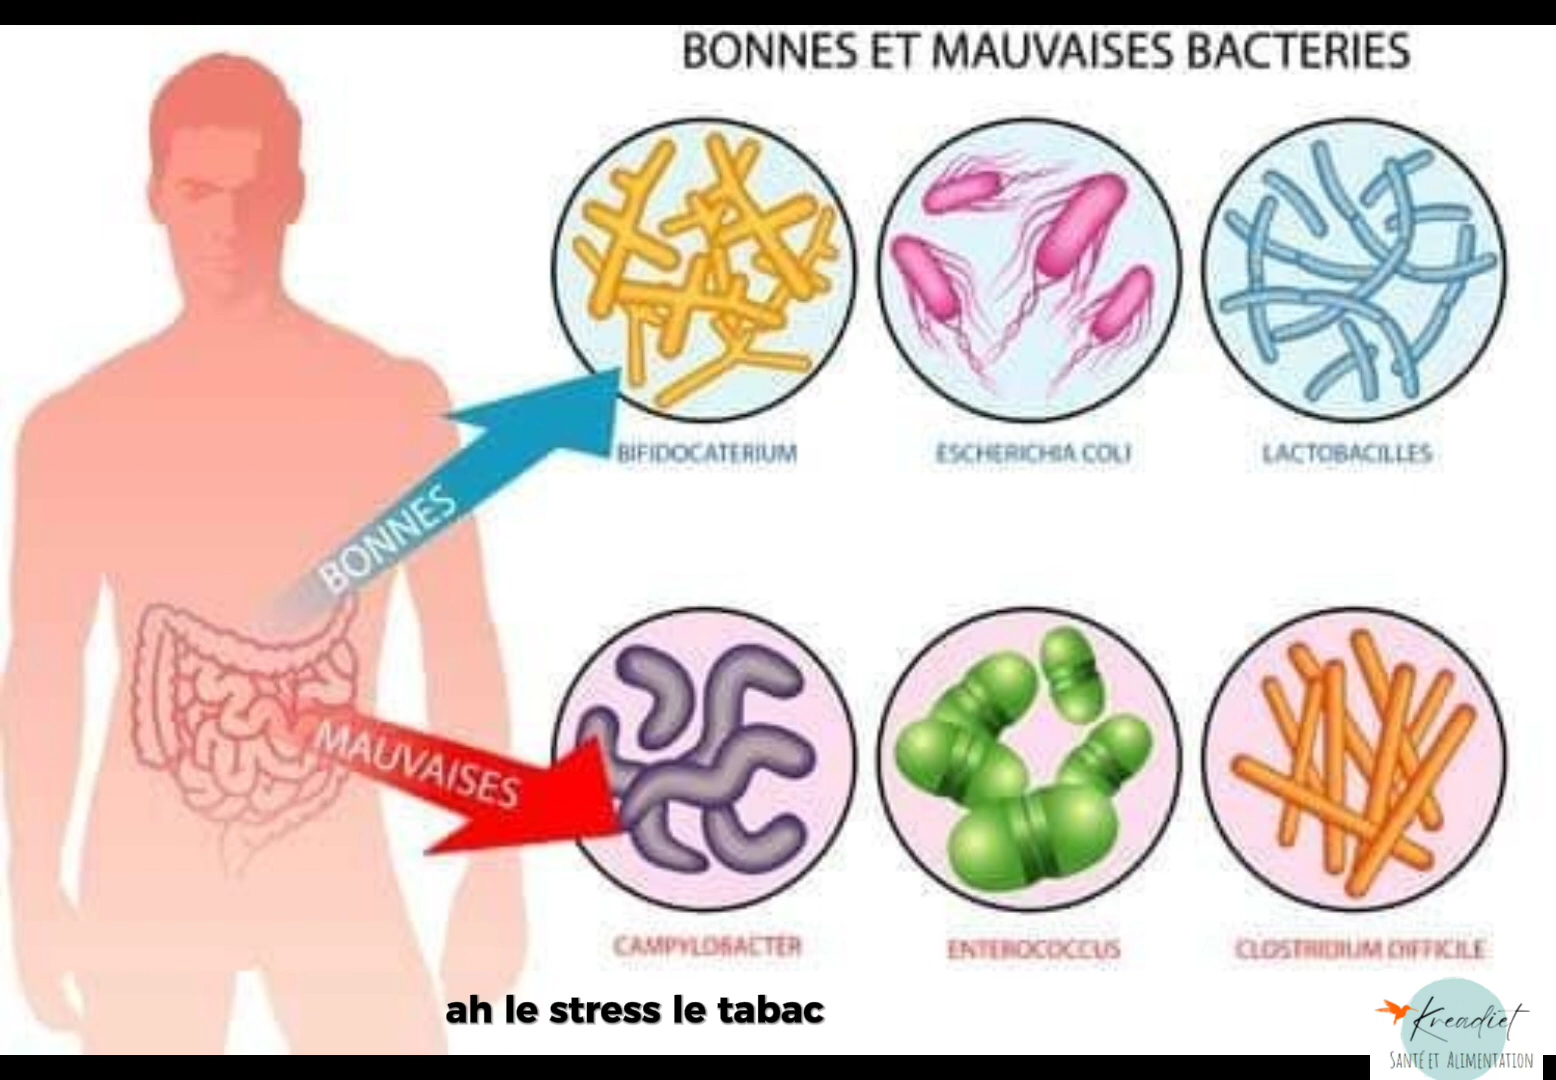 BONNES ET MAUVAISES BACTERIES
BIFIDOCATERIUM
ESCHERICHIA COLI
LACTOBACILLES
BONNES
MAUVAISES
CAMPYLOBACTER
ENTEROCOCCUS
CLOSTRIDIUM DIFFICILE
ah le stress le tabac
Kreadiet
SANTÉ ET ALIMENTATION